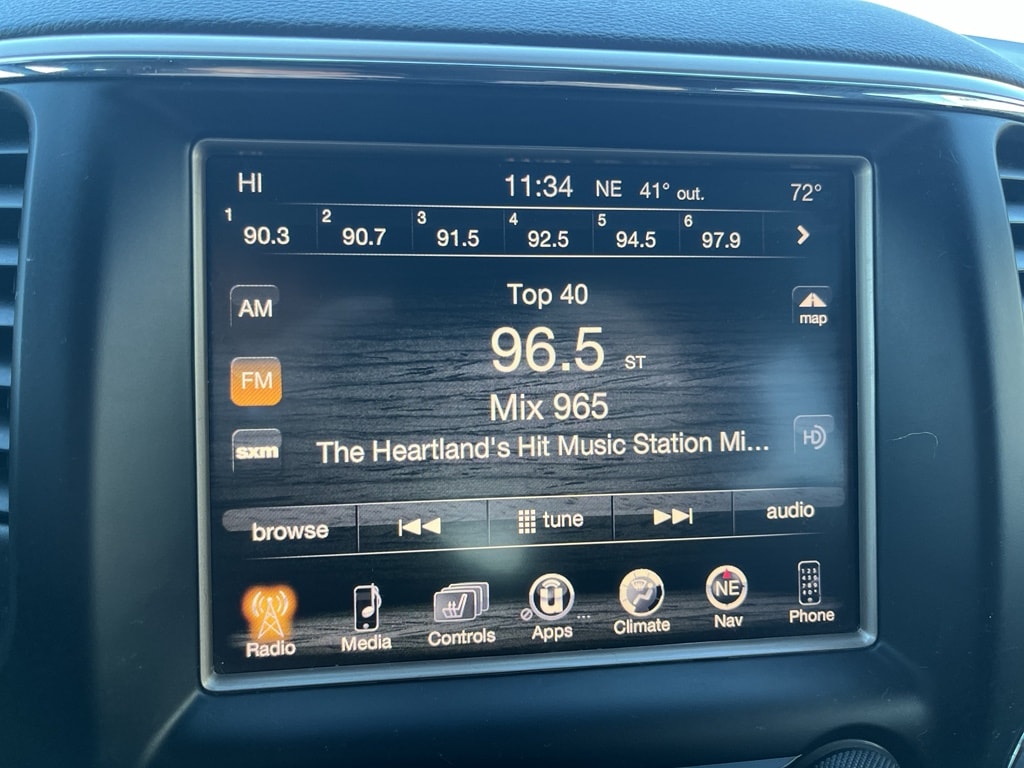 HI 11:34 NE 41° out. 72°
1 90.3 2 90.7 3 91.5 4 92.5 5 94.5 6 97.9
Top 40
AM
map
96.5 ST
FM
Mix 965
HD
sxm
The Heartland's Hit Music Station Mi...
browse tune audio
Radio Media Controls Apps Climate NE Nav Phone